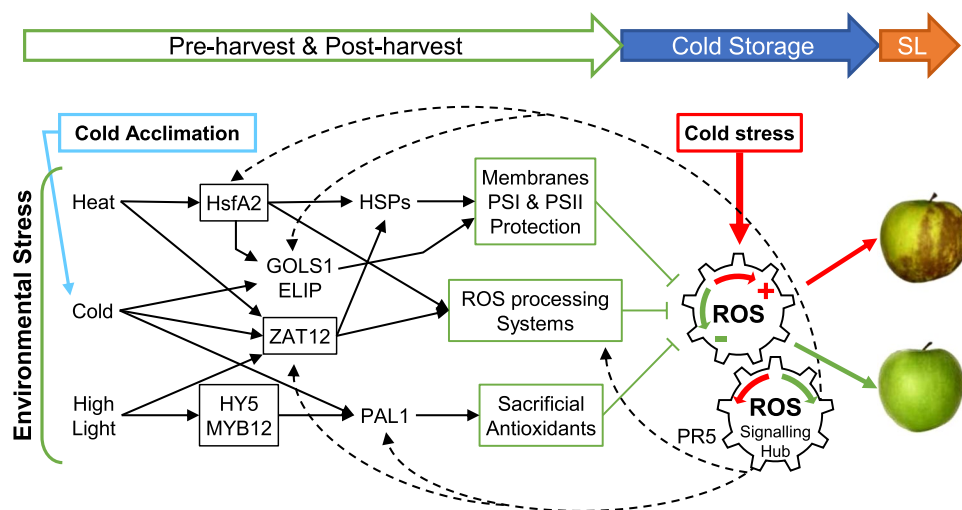 Pre-harvest & Post-harvest
Cold Storage
SL
Cold Acclimation
Cold stress
Environmental Stress
Heat
HsfA2
HSPs
Membranes
PSI & PSII
Protection
GOLS1
ELIP
Cold
ZAT12
ROS processing
Systems
+
ROS
-
High
Light
HY5
MYB12
PAL1
Sacrificial
Antioxidants
PR5
ROS
Signalling
Hub